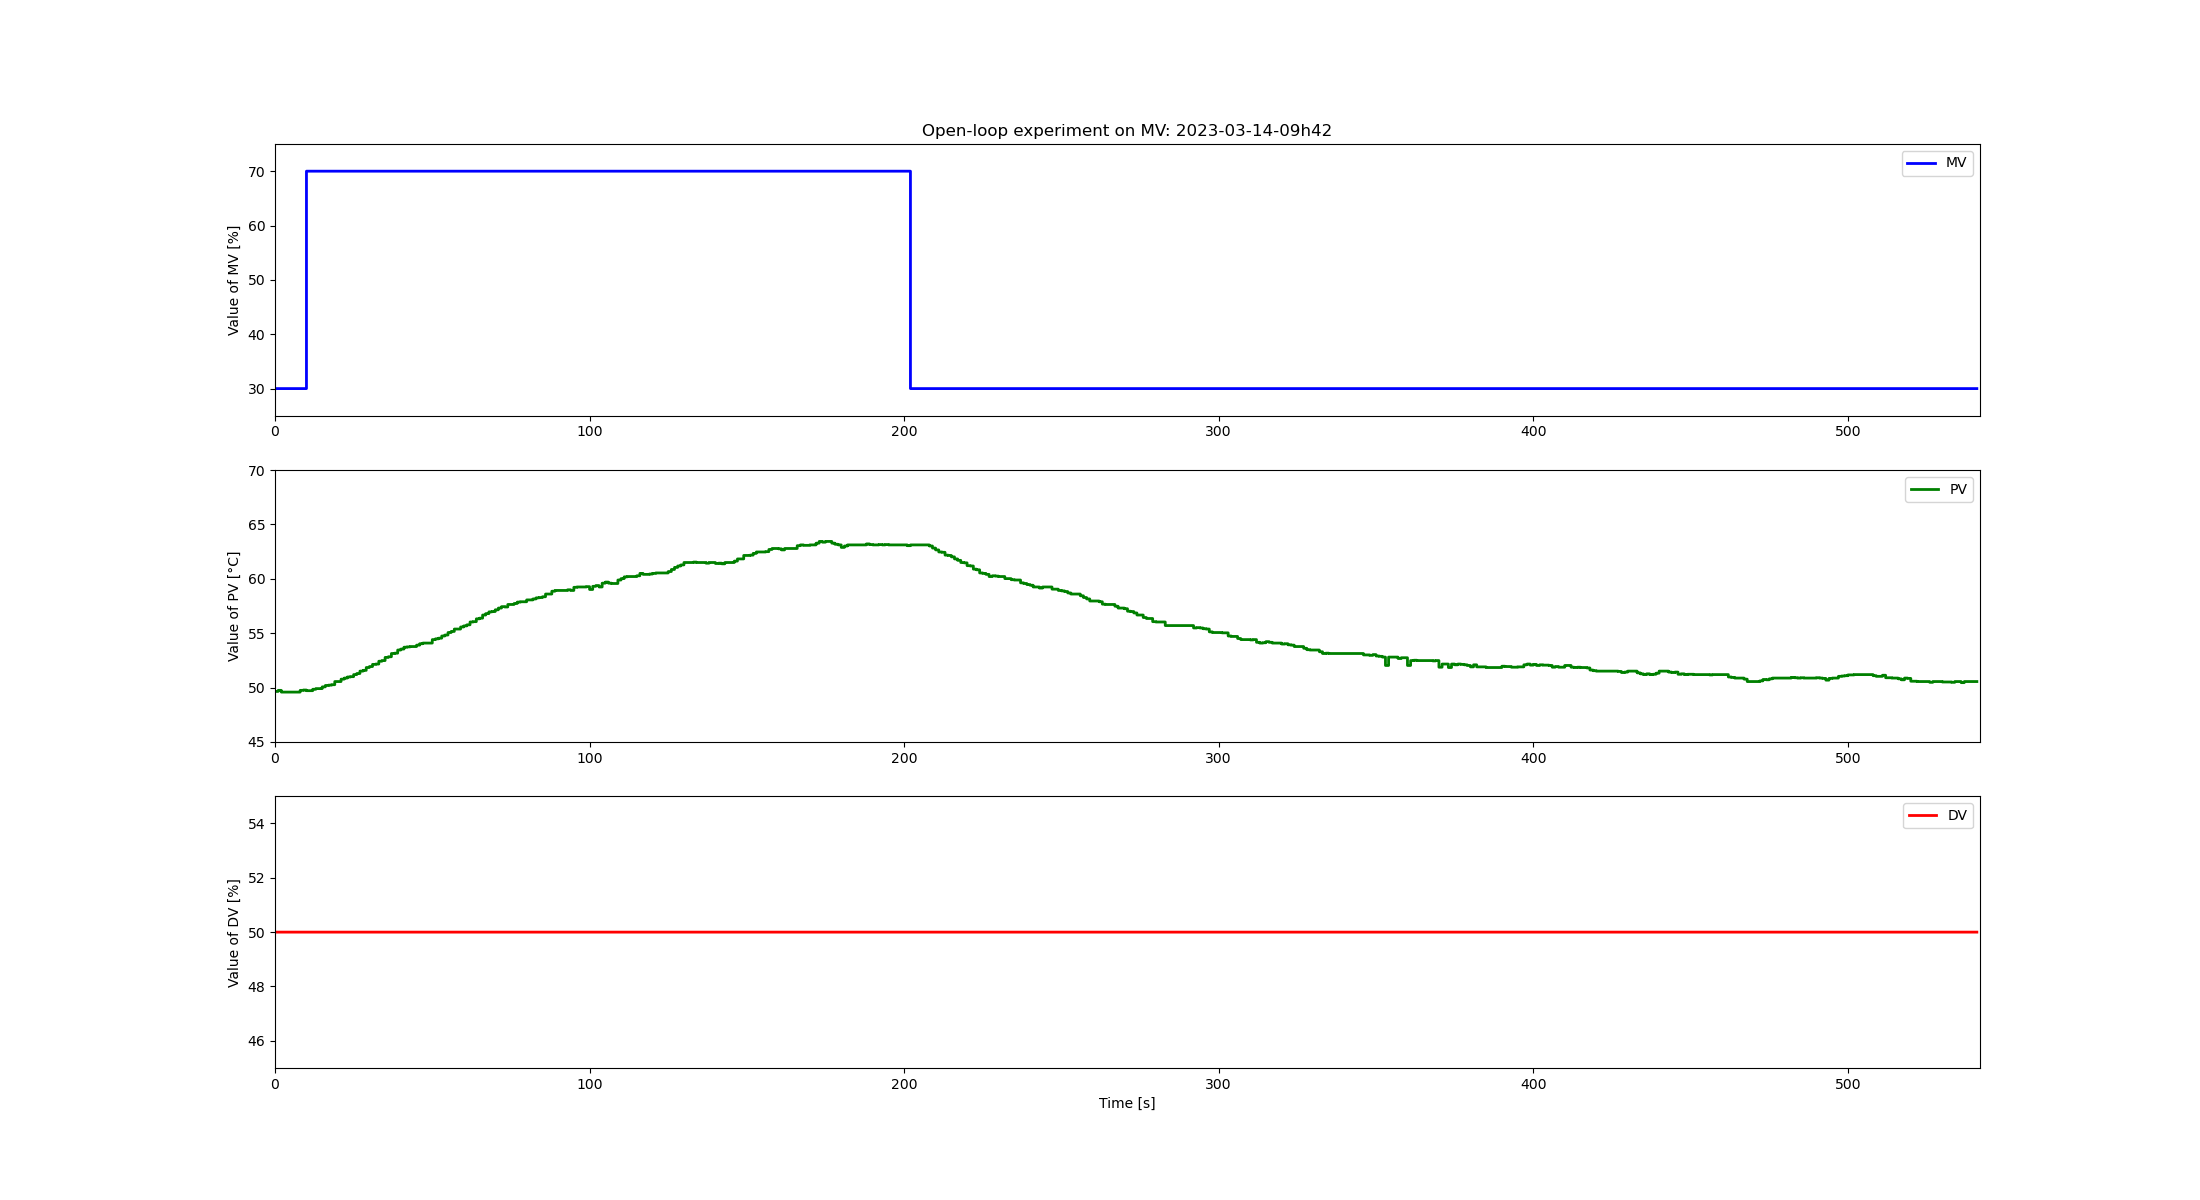 Open-loop experiment on MV: 2023-03-14-09h42
MV
70
60
50
40
30
Value of MV [%]
0 100 200 300 400 500
PV
70
65
60
55
50
45
Value of PV [°C]
0 100 200 300 400 500
DV
54
52
50
48
46
Value of DV [%]
0 100 200 300 400 500
Time [s]